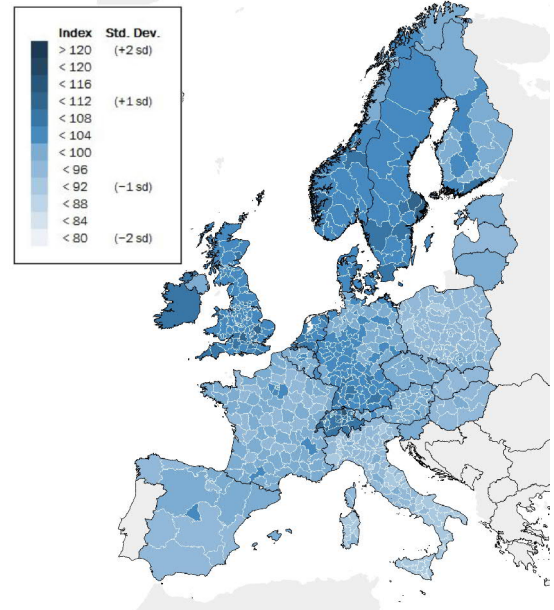 Index Std. Dev.
> 120 (+2 sd)
< 120
< 116
< 112 (+1 sd)
< 108
< 104
< 100
< 96
< 92 (−1 sd)
< 88
< 84
< 80 (−2 sd)